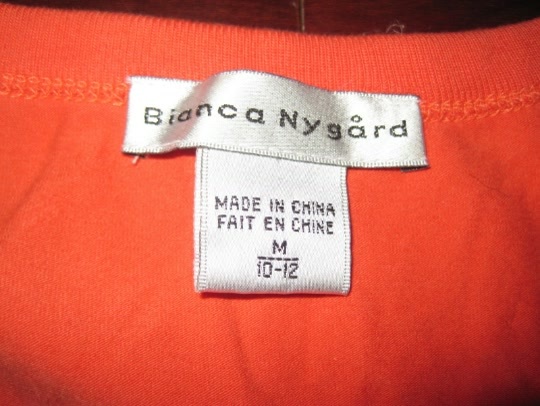 Bianca Nygård
MADE IN CHINA
FAIT EN CHINE
M
10-12